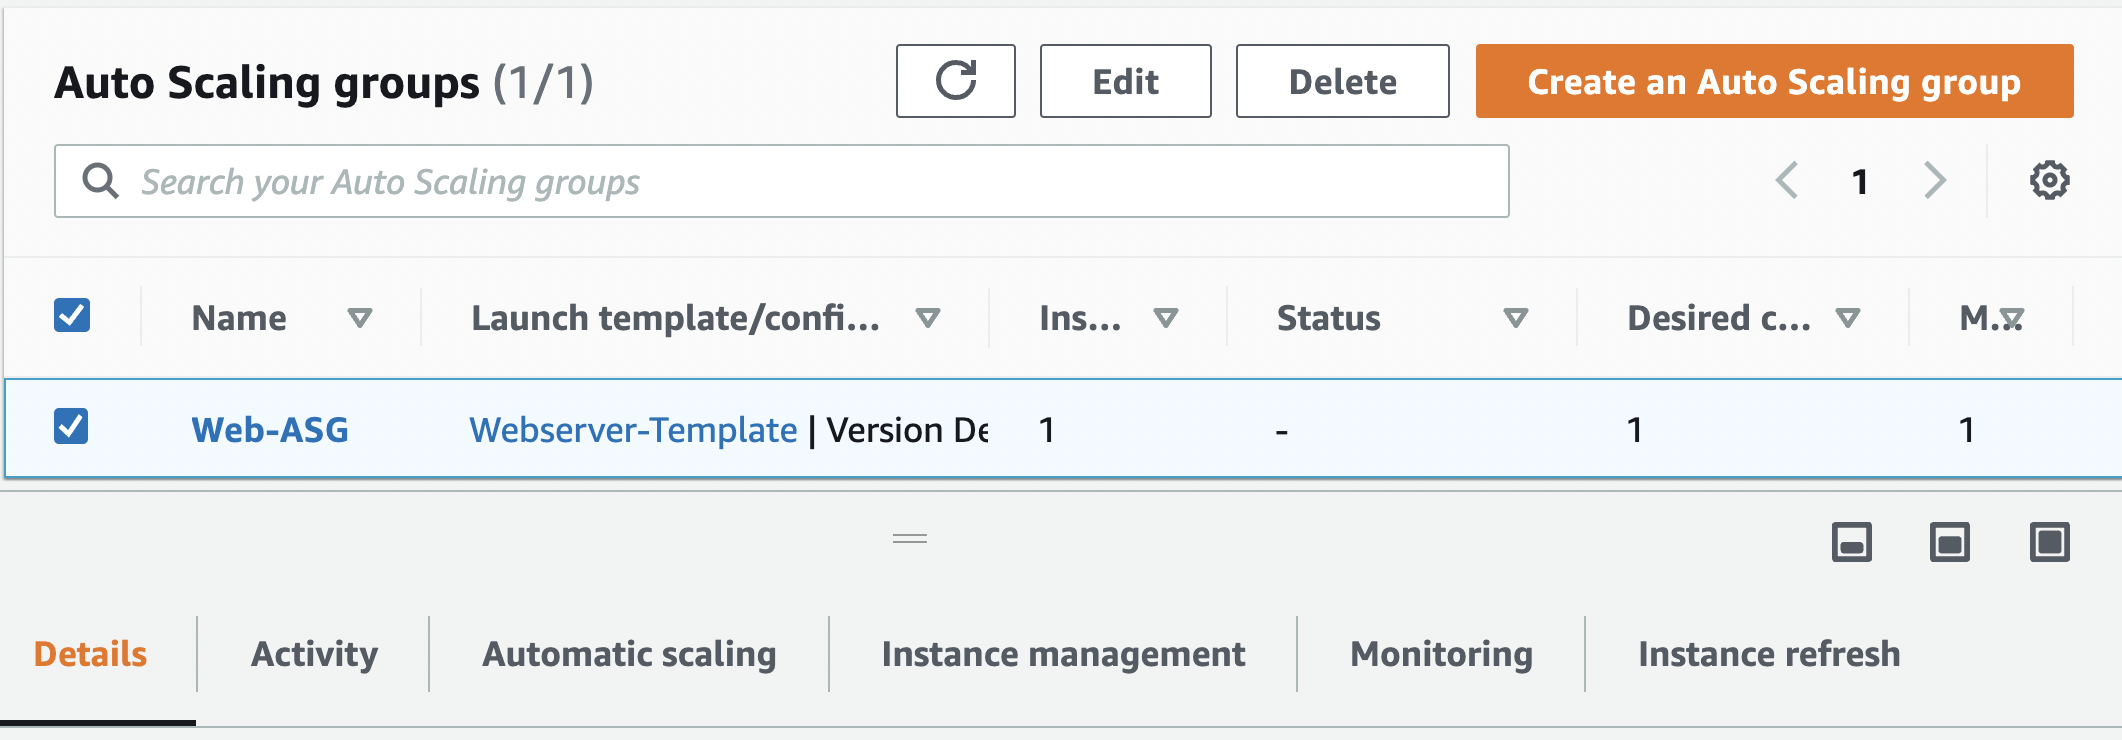 Auto Scaling groups (1/1)
Edit
Delete
Create an Auto Scaling group
Search your Auto Scaling groups
1
Name
Launch template/confi...
Ins...
Status
Desired c...
M...
Web-ASG
Webserver-Template | Version De
1
-
1
1
Details
Activity
Automatic scaling
Instance management
Monitoring
Instance refresh